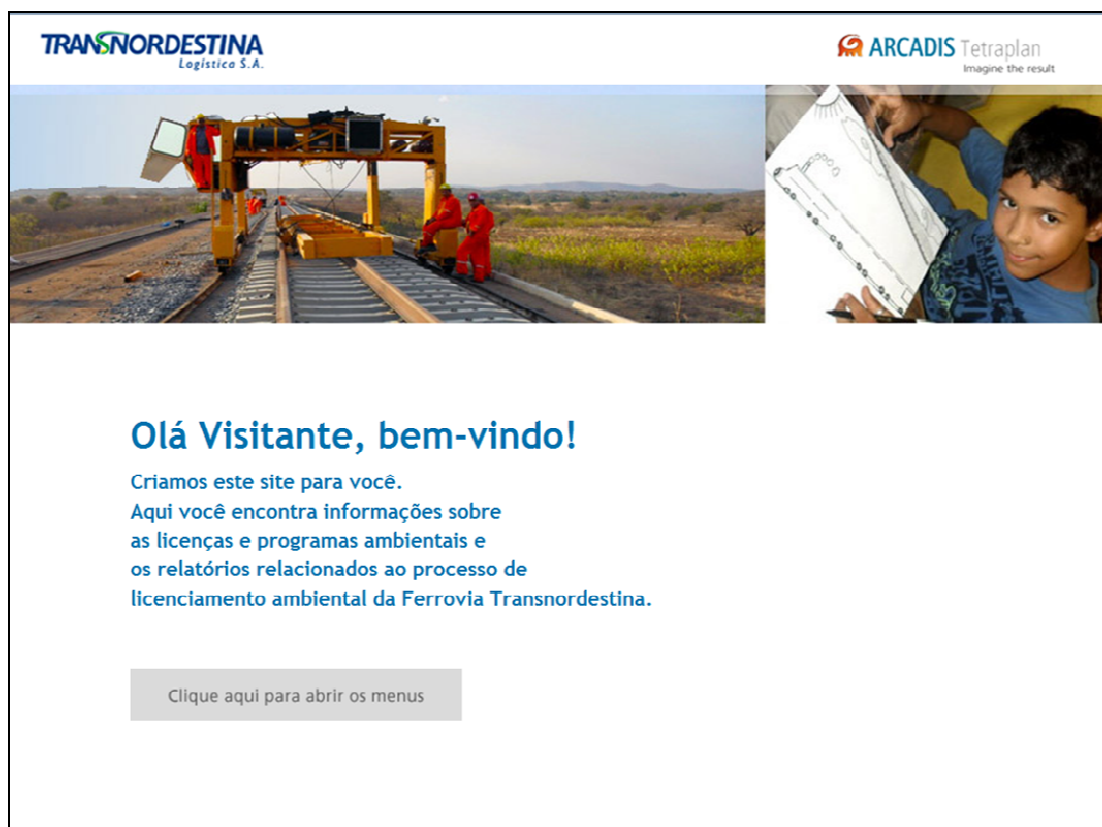 TRANSNORDESTINA
Logística S.A.
ARCADIS Tetraplan
Imagine the result
Olá Visitante, bem-vindo!
Criamos este site para você.
Aqui você encontra informações sobre
as licenças e programas ambientais e
os relatórios relacionados ao processo de
licenciamento ambiental da Ferrovia Transnordestina.
Clique aqui para abrir os menus